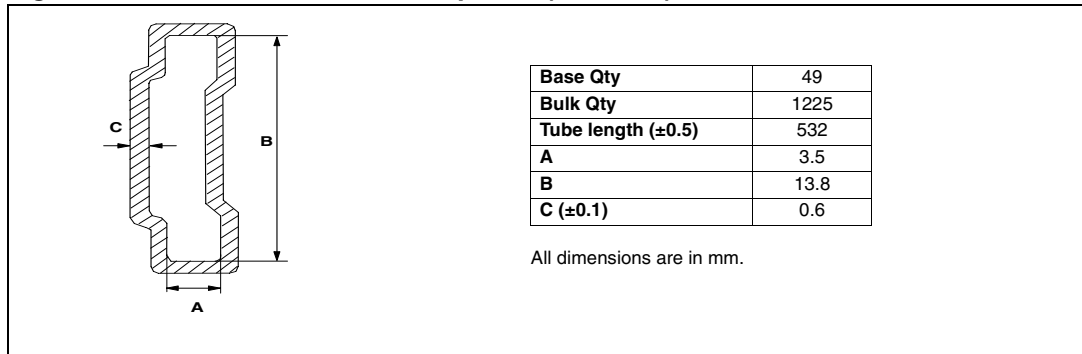 C
B
A
Base Qty 49
Bulk Qty 1225
Tube length (±0.5) 532
A 3.5
B 13.8
C (±0.1) 0.6
All dimensions are in mm.